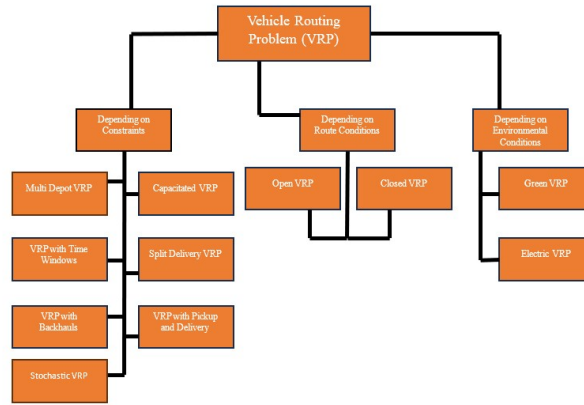 Vehicle Routing
Problem (VRP)
Depending on
Constraints
Depending on
Route Conditions
Depending on
Environmental
Conditions
Multi Depot VRP
Capacitated VRP
Open VRP
Closed VRP
Green VRP
VRP with Time
Windows
Split Delivery VRP
Electric VRP
VRP with
Backhauls
VRP with Pickup
and Delivery
Stochastic VRP